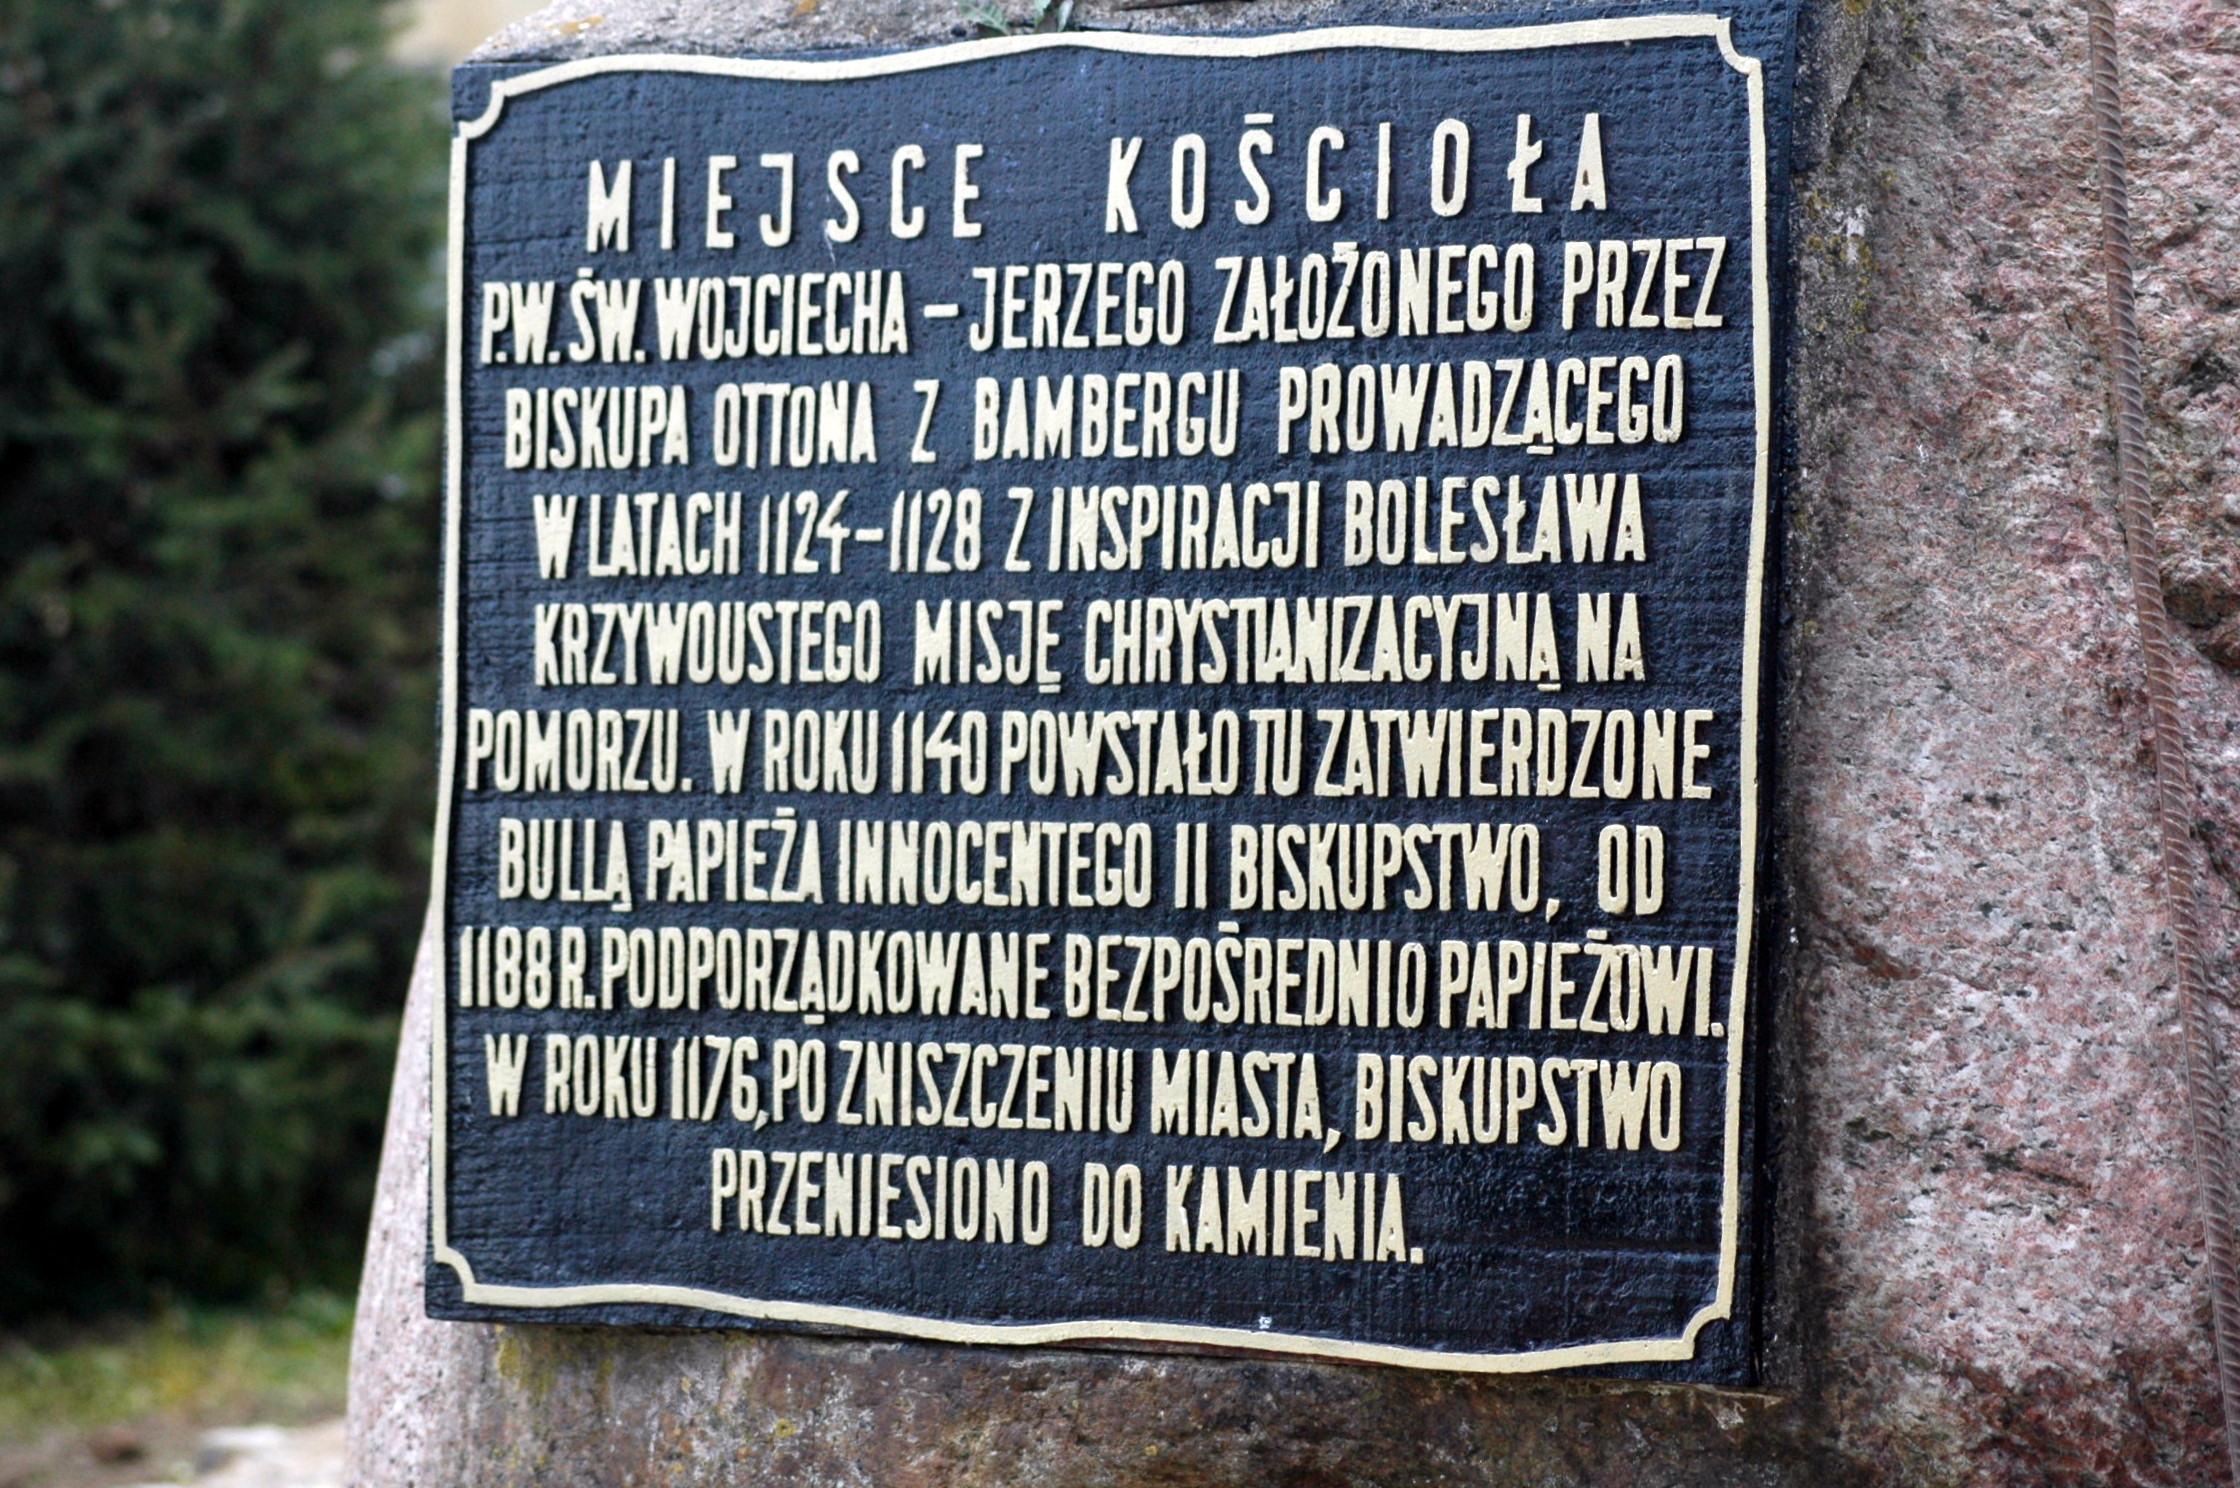 MIEJSCE KOŚCIOŁA
P.W. ŚW. WOJCIECHA – JERZEGO ZAŁOŻONEGO PRZEZ
BISKUPA OTTONA Z BAMBERGU PROWADZĄCEGO
W LATACH 1124–1128 Z INSPIRACJI BOLESŁAWA
KRZYWOUSTEGO MISJĘ CHRYSTIANIZACYJNĄ NA
POMORZU. W ROKU 1140 POWSTAŁO TU ZATWIERDZONE
BULLĄ PAPIEŻA INNOCENTEGO II BISKUPSTWO, OD
1188 R. PODPORZĄDKOWANE BEZPOŚREDNIO PAPIEŻOWI.
W ROKU 1176, PO ZNISZCZENIU MIASTA, BISKUPSTWO
PRZENIESIONO DO KAMIENIA.